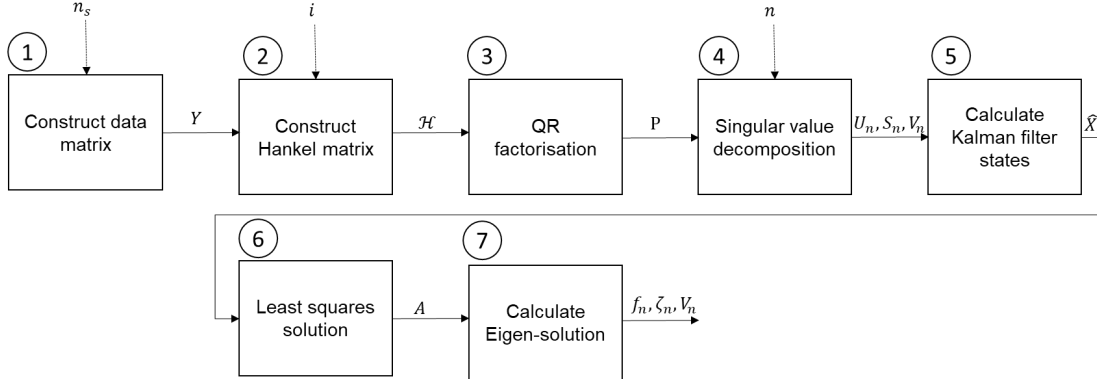 n_s
i
n
1
2
3
4
5
Construct data
matrix
Y
Construct
Hankel matrix
ℋ
QR
factorisation
P
Singular value
decomposition
U_n, S_n, V_n
Calculate
Kalman filter
states
X̂
6
7
Least squares
solution
A
Calculate
Eigen-solution
f_n, ζ_n, V_n